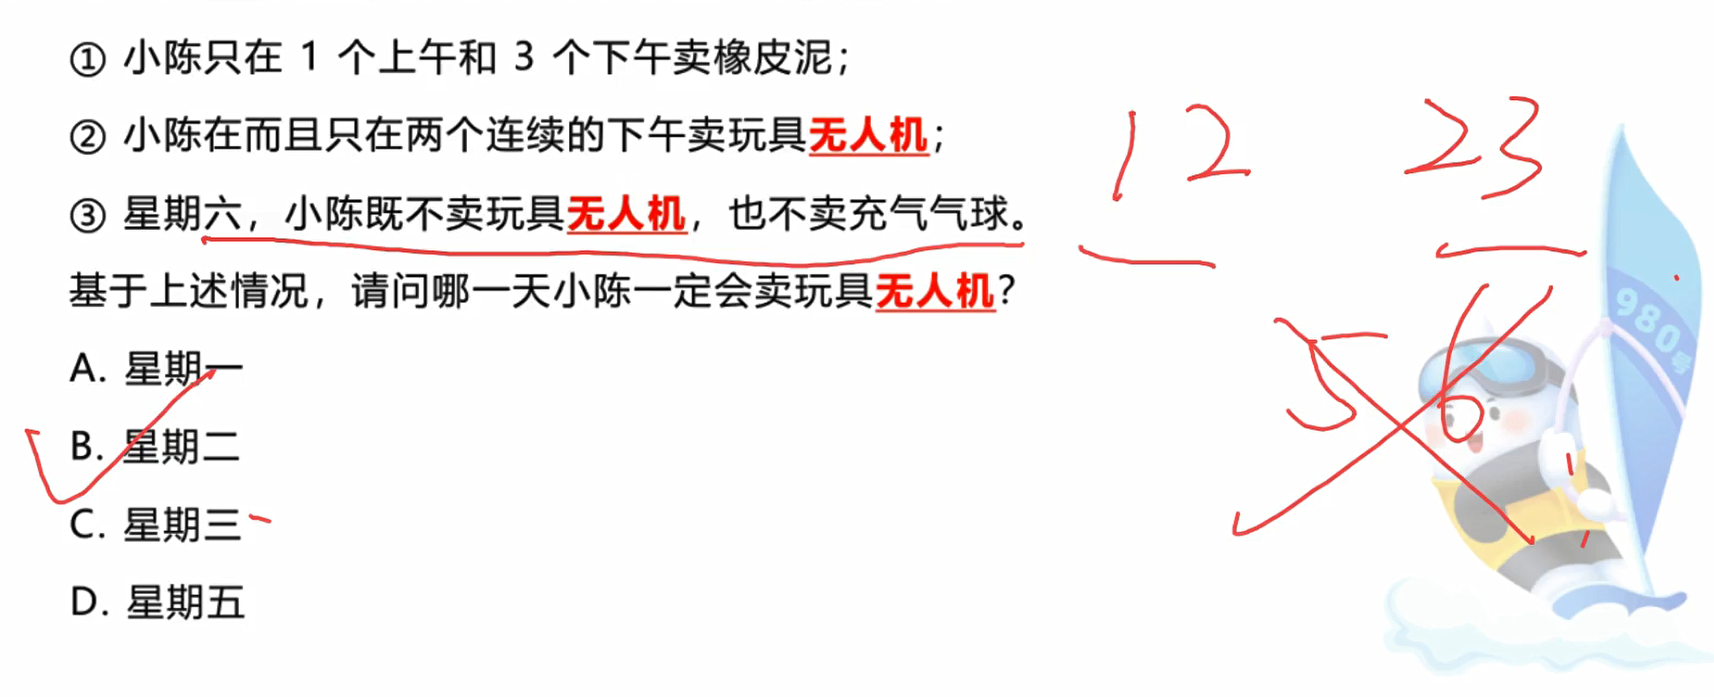 ① 小陈只在 1 个上午和 3 个下午卖橡皮泥；
② 小陈在而且只在两个连续的下午卖玩具无人机；
③ 星期六，小陈既不卖玩具无人机，也不卖充气气球。
基于上述情况，请问哪一天小陈一定会卖玩具无人机？
A. 星期一
B. 星期二
C. 星期三
D. 星期五
12 23
56
980号